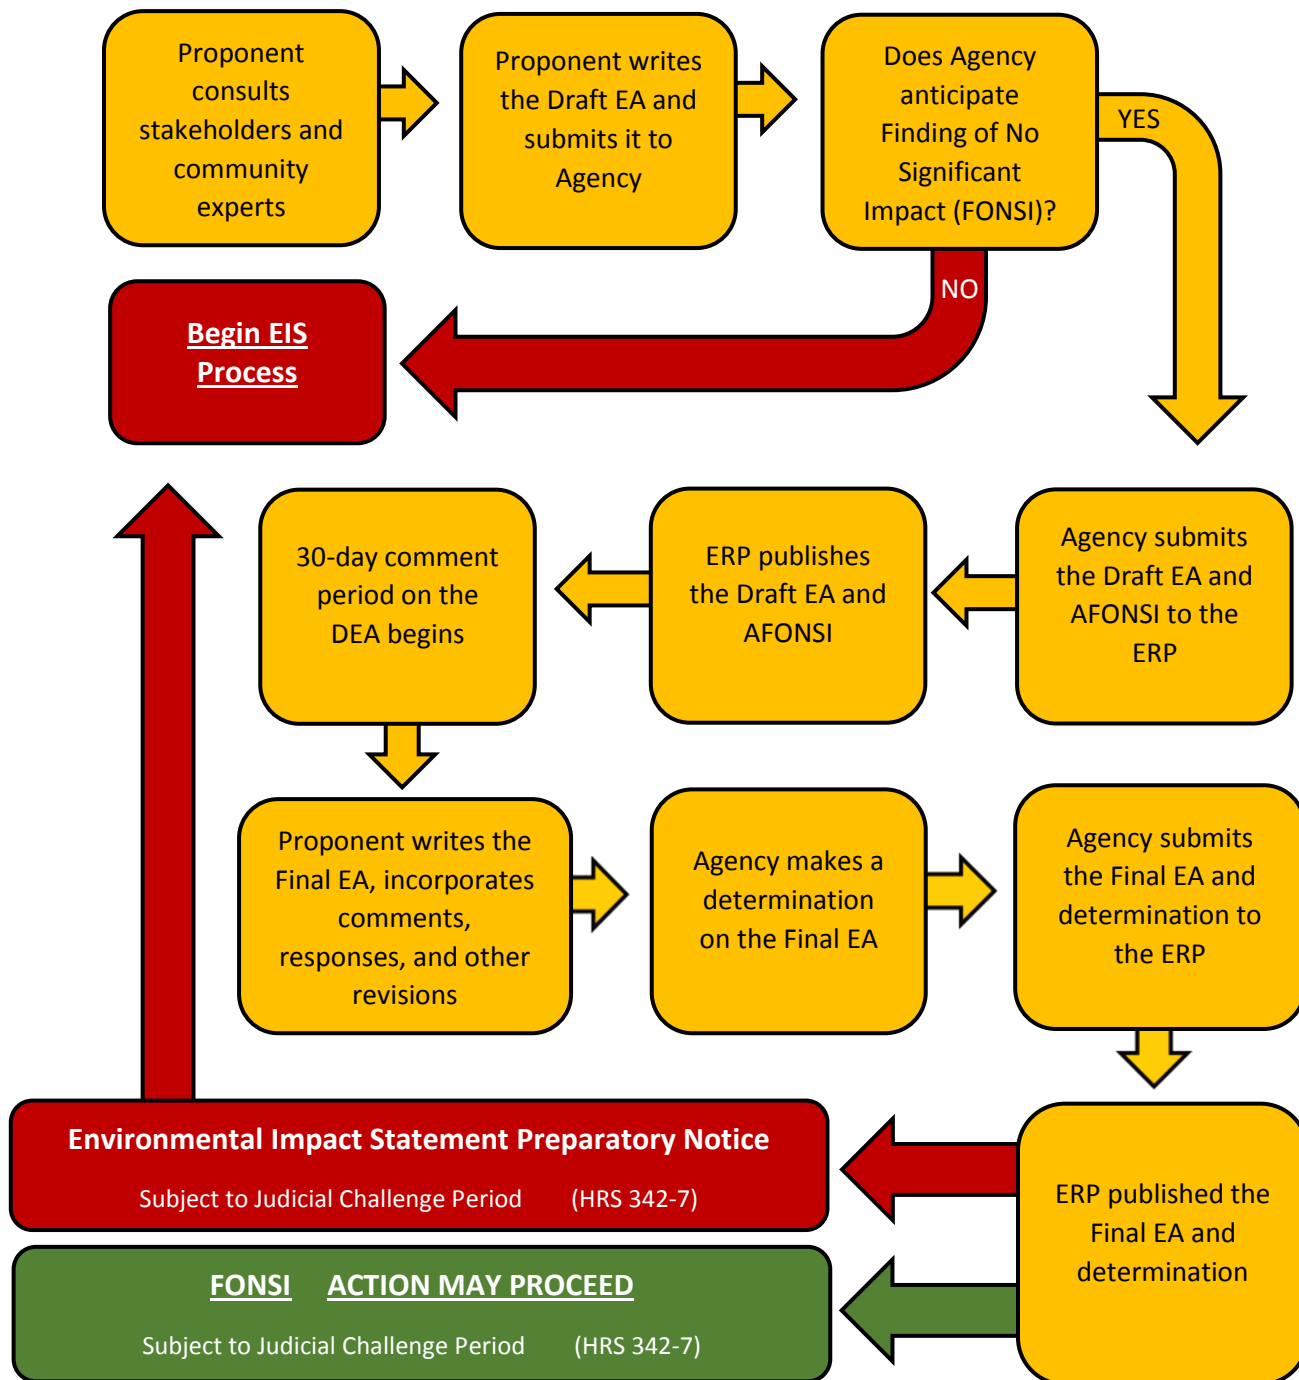 Proponent
consults
stakeholders and
community
experts
Proponent writes
the Draft EA and
submits it to
Agency
Does Agency
anticipate
Finding of No
Significant
Impact (FONSI)?
YES
NO
Begin EIS
Process
30-day comment
period on the
DEA begins
ERP publishes
the Draft EA and
AFONSI
Agency submits
the Draft EA and
AFONSI to the
ERP
Proponent writes the
Final EA, incorporates
comments,
responses, and other
revisions
Agency makes a
determination
on the Final EA
Agency submits
the Final EA and
determination to
the ERP
Environmental Impact Statement Preparatory Notice
Subject to Judicial Challenge Period (HRS 342-7)
ERP published the
Final EA and
determination
FONSI ACTION MAY PROCEED
Subject to Judicial Challenge Period (HRS 342-7)